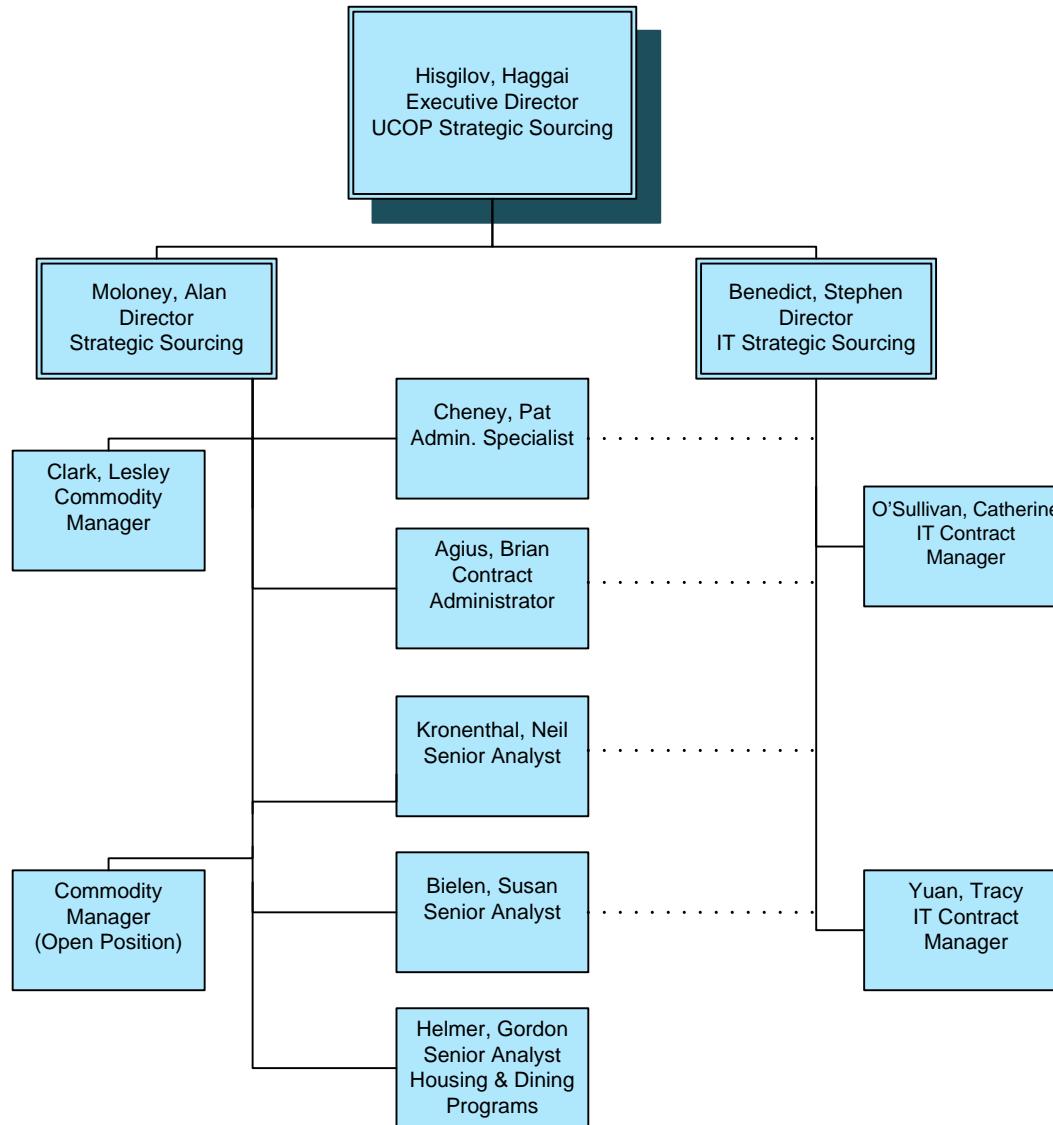 Hisgilov, Haggai
Executive Director
UCOP Strategic Sourcing
Moloney, Alan
Director
Strategic Sourcing
Benedict, Stephen
Director
IT Strategic Sourcing
Cheney, Pat
Admin. Specialist
Clark, Lesley
Commodity
Manager
O'Sullivan, Catherine
IT Contract
Manager
Agius, Brian
Contract
Administrator
Kronenthal, Neil
Senior Analyst
Commodity
Manager
(Open Position)
Bielen, Susan
Senior Analyst
Yuan, Tracy
IT Contract
Manager
Helmer, Gordon
Senior Analyst
Housing & Dining
Programs